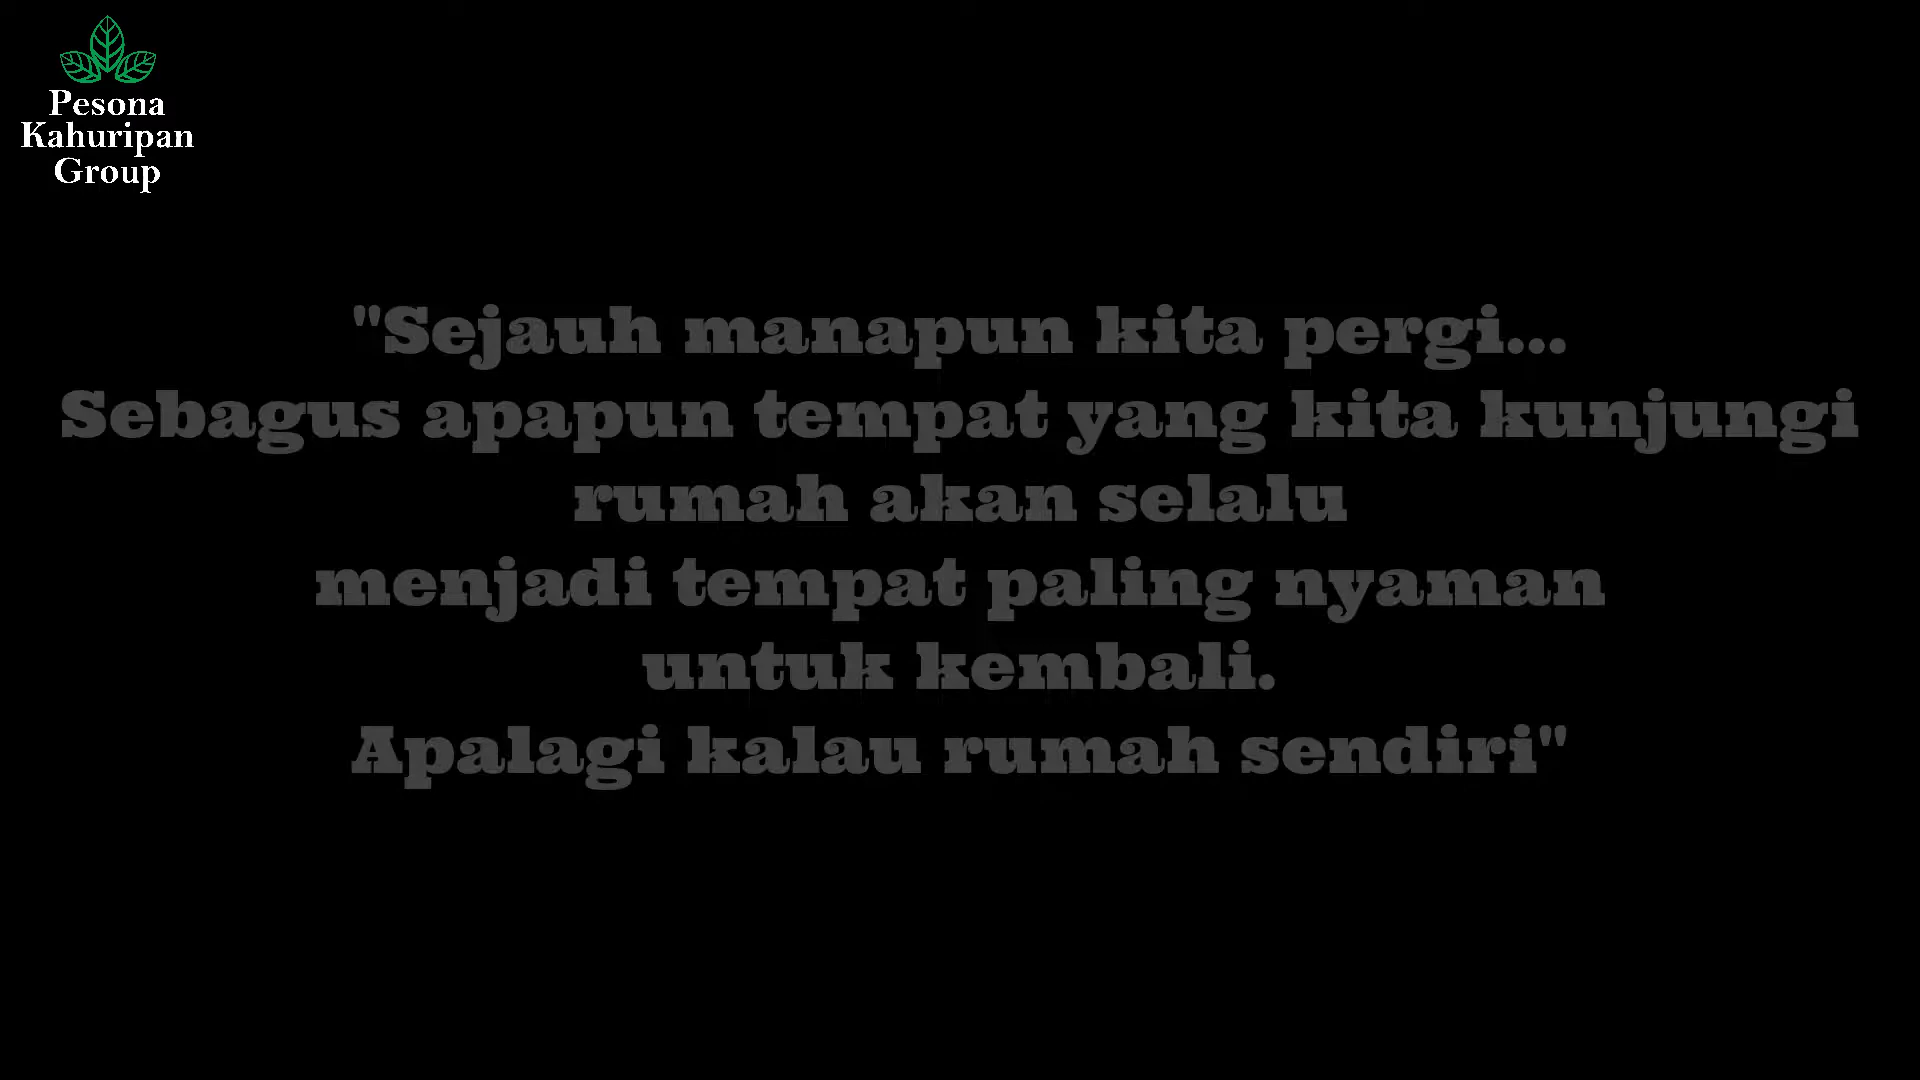 Pesona
Kahuripan
Group
"Sejauh manapun kita pergi...
Sebagus apapun tempat yang kita kunjungi
rumah akan selalu
menjadi tempat paling nyaman
untuk kembali.
Apalagi kalau rumah sendiri"